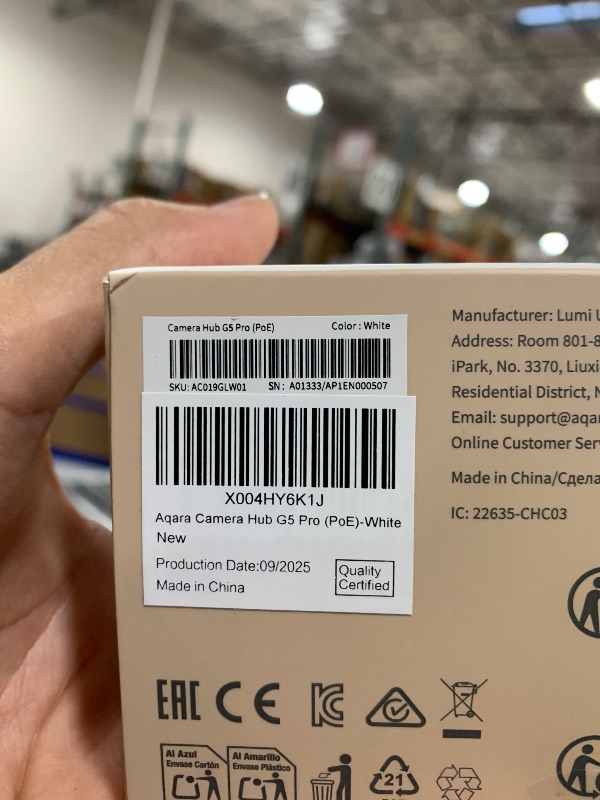 Camera Hub G5 Pro (PoE) Color : White
SKU: AC019GLW01 SN : A01333/AP1EN000507
X004HY6K1J
Aqara Camera Hub G5 Pro (PoE)-White
New
Production Date:09/2025
Made in China
Quality
Certified
Manufacturer: Lumi U
Address: Room 801-8
iPark, No. 3370, Liuxi
Residential District, N
Email: support@aqar
Online Customer Serv
Made in China/Сдела
IC: 22635-CHC03
EAC CE KC
Al Azul
Envase Cartón
Al Amarillo
Envase Plástico
21